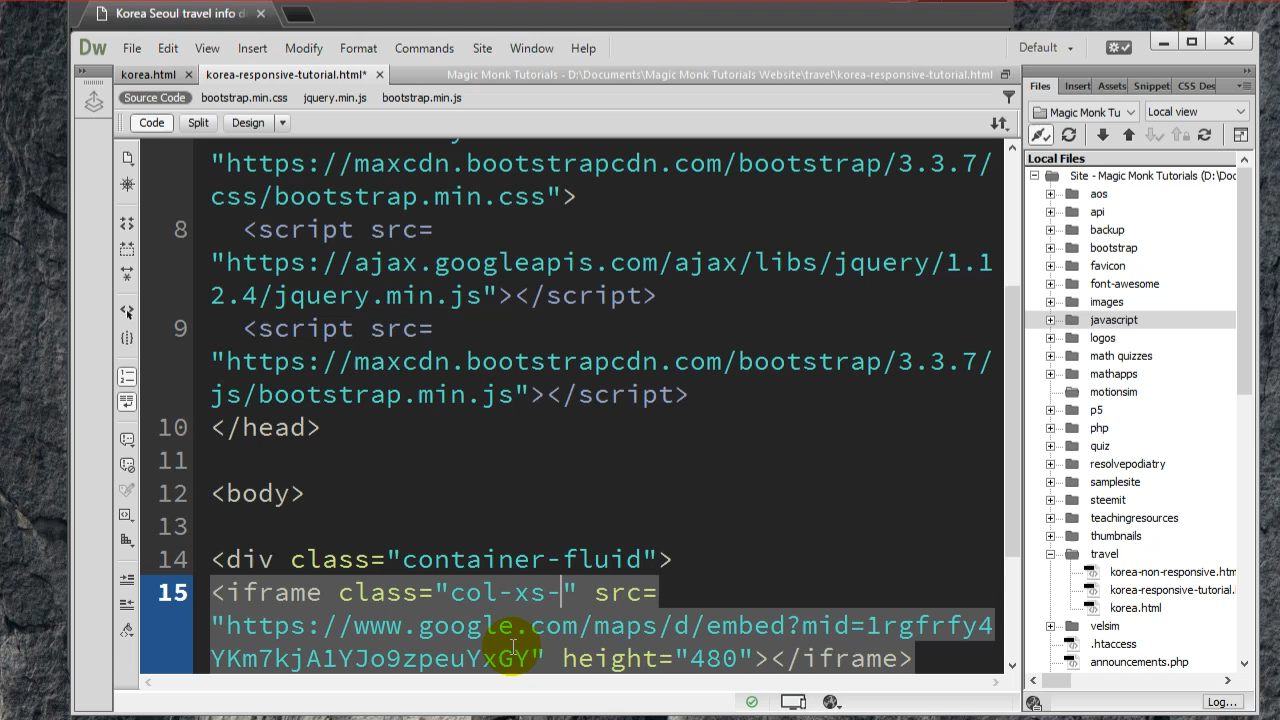 Korea Seoul travel info d
Dw File Edit View Insert Modify Format Commands Site Window Help Default
korea.html korea-responsive-tutorial.html* Magic Monk Tutorials - D:\Documents\Magic Monk Tutorials Website\travel\korea-responsive-tutorial.html
Source Code bootstrap.min.css jquery.min.js bootstrap.min.js
Code Split Design
"https://maxcdn.bootstrapcdn.com/bootstrap/3.3.7/
css/bootstrap.min.css">
8 <script src=
"https://ajax.googleapis.com/ajax/libs/jquery/1.1
2.4/jquery.min.js"></script>
9 <script src=
"https://maxcdn.bootstrapcdn.com/bootstrap/3.3.7/
js/bootstrap.min.js"></script>
10 </head>
11
12 <body>
13
14 <div class="container-fluid">
15 <iframe class="col-xs-" src=
"https://www.google.com/maps/d/embed?mid=1rgfrfy4
YKm7kjA1YJo9zpeuYxGY" height="480"></iframe>
Files Insert Assets Snippet CSS Des
Magic Monk Tu Local view
Local Files
Site - Magic Monk Tutorials (D:\Doc
aos
api
backup
bootstrap
favicon
font-awesome
images
javascript
logos
math quizzes
mathapps
motionsim
p5
php
quiz
resolvepodiatry
samplesite
steemit
teachingresources
thumbnails
travel
korea-non-responsive.htm
korea-responsive-tutorial.
korea.html
velsim
.htaccess
announcements.php
Log...